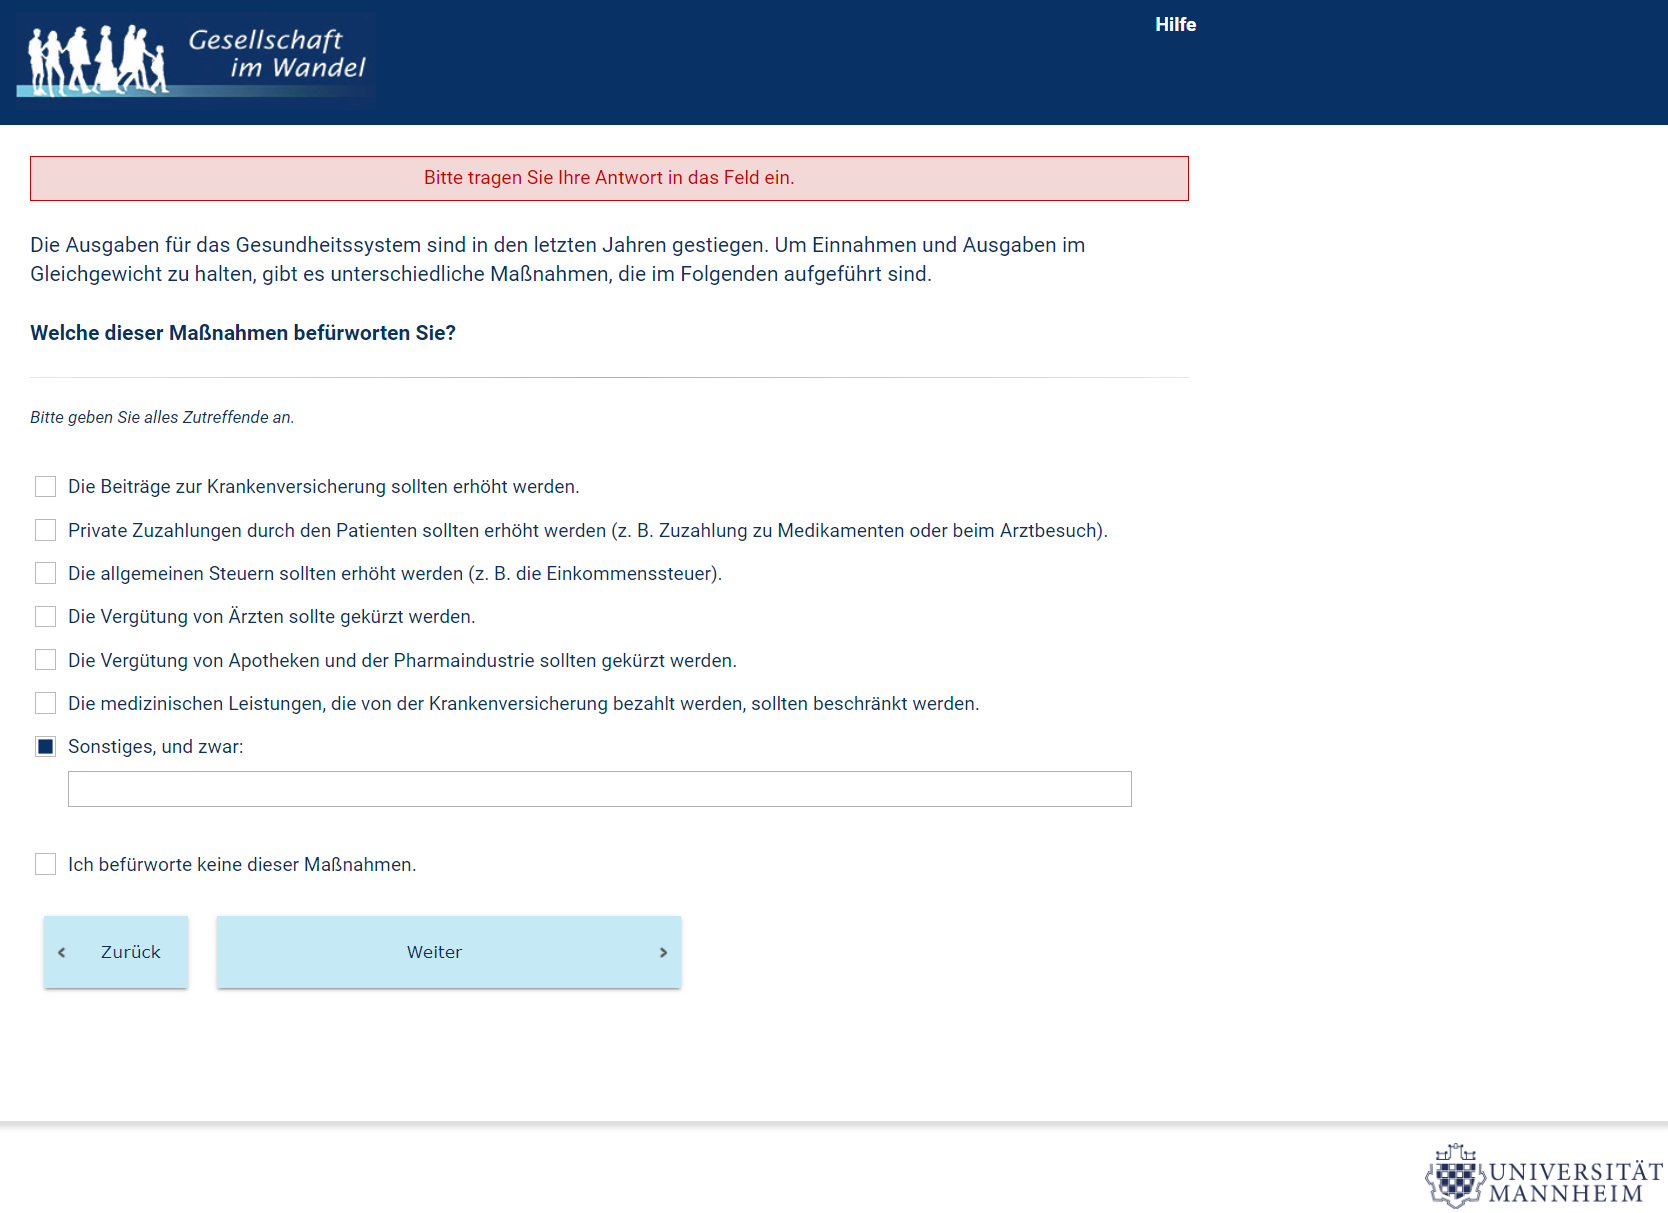 Gesellschaft
im Wandel
Hilfe
Bitte tragen Sie Ihre Antwort in das Feld ein.
Die Ausgaben für das Gesundheitssystem sind in den letzten Jahren gestiegen. Um Einnahmen und Ausgaben im
Gleichgewicht zu halten, gibt es unterschiedliche Maßnahmen, die im Folgenden aufgeführt sind.
Welche dieser Maßnahmen befürworten Sie?
Bitte geben Sie alles Zutreffende an.
Die Beiträge zur Krankenversicherung sollten erhöht werden.
Private Zuzahlungen durch den Patienten sollten erhöht werden (z. B. Zuzahlung zu Medikamenten oder beim Arztbesuch).
Die allgemeinen Steuern sollten erhöht werden (z. B. die Einkommenssteuer).
Die Vergütung von Ärzten sollte gekürzt werden.
Die Vergütung von Apotheken und der Pharmaindustrie sollten gekürzt werden.
Die medizinischen Leistungen, die von der Krankenversicherung bezahlt werden, sollten beschränkt werden.
Sonstiges, und zwar:
Ich befürworte keine dieser Maßnahmen.
Zurück
Weiter
UNIVERSITÄT
MANNHEIM